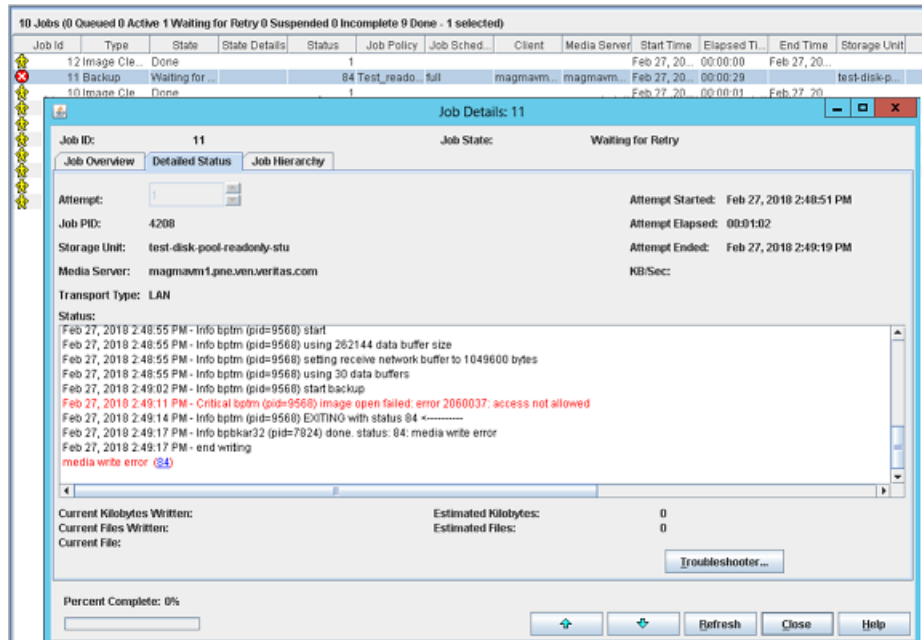 10 Jobs (0 Queued 0 Active 1 Waiting for Retry 0 Suspended 0 Incomplete 9 Done - 1 selected)
Job Id Type State State Details Status Job Policy Job Sched... Client Media Server Start Time Elapsed Ti... End Time Storage Unit
12 Image Cle... Done 1 Feb 27, 20... 00:00:00 Feb 27, 20...
11 Backup Waiting for ... 84 Test_reado... full magmavm... magmavm... Feb 27, 20... 00:00:29 test-disk-p...
10 Image Cle Done 1 Feb 27, 20 00:00:01 Feb 27, 20
Job Details: 11
Job ID: 11 Job State: Waiting for Retry
Job Overview Detailed Status Job Hierarchy
Attempt: 1 Attempt Started: Feb 27, 2018 2:48:51 PM
Job PID: 4208 Attempt Elapsed: 00:01:02
Storage Unit: test-disk-pool-readonly-stu Attempt Ended: Feb 27, 2018 2:49:19 PM
Media Server: magmavm1.pne.ven.veritas.com KB/Sec:
Transport Type: LAN
Status:
Feb 27, 2018 2:48:55 PM - Info bptm (pid=9568) start
Feb 27, 2018 2:48:55 PM - Info bptm (pid=9568) using 262144 data buffer size
Feb 27, 2018 2:48:55 PM - Info bptm (pid=9568) setting receive network buffer to 1049600 bytes
Feb 27, 2018 2:48:55 PM - Info bptm (pid=9568) using 30 data buffers
Feb 27, 2018 2:49:02 PM - Info bptm (pid=9568) start backup
Feb 27, 2018 2:49:11 PM - Critical bptm (pid=9568) image open failed: error 2060037: access not allowed
Feb 27, 2018 2:49:14 PM - Info bptm (pid=9568) EXITING with status 84 <----------
Feb 27, 2018 2:49:17 PM - Info bpbkar32 (pid=7824) done. status: 84: media write error
Feb 27, 2018 2:49:17 PM - end writing
media write error (84)
Current Kilobytes Written: Estimated Kilobytes: 0
Current Files Written: Estimated Files: 0
Current File:
Troubleshooter...
Percent Complete: 0%
Refresh Close Help